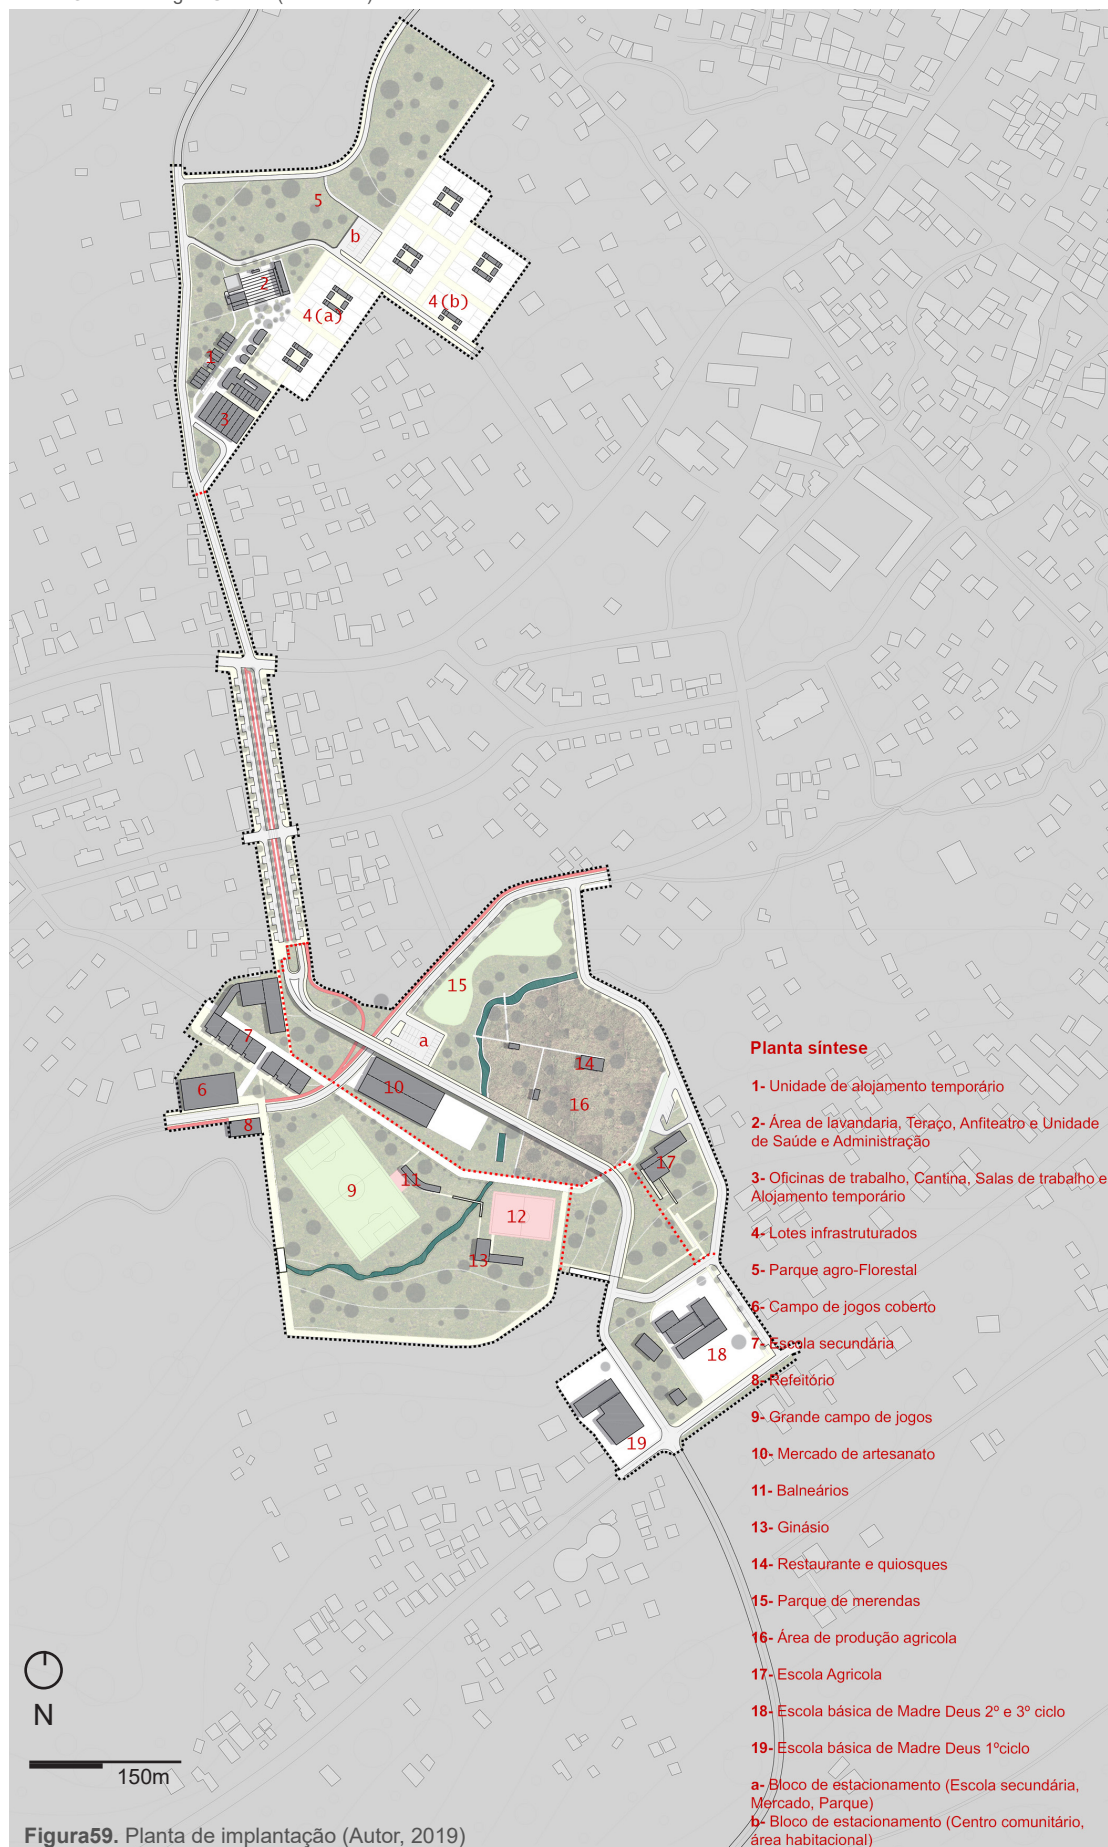 5
b
2
4(a)
4(b)
1
3
15
a
7
14
6
10
16
8
17
9
11
12
13
18
19
Planta síntese
1- Unidade de alojamento temporário
2- Área de lavandaria, Teraço, Anfiteatro e Unidade
de Saúde e Administração
3- Oficinas de trabalho, Cantina, Salas de trabalho e
Alojamento temporário
4- Lotes infrastruturados
5- Parque agro-Florestal
6- Campo de jogos coberto
7- Escola secundária
8- Refeitório
9- Grande campo de jogos
10- Mercado de artesanato
11- Balneários
13- Ginásio
14- Restaurante e quiosques
15- Parque de merendas
16- Área de produção agricola
17- Escola Agricola
18- Escola básica de Madre Deus 2º e 3º ciclo
19- Escola básica de Madre Deus 1ºciclo
a- Bloco de estacionamento (Escola secundária,
Mercado, Parque)
b- Bloco de estacionamento (Centro comunitário,
área habitacional)
N
150m
Figura59. Planta de implantação (Autor, 2019)